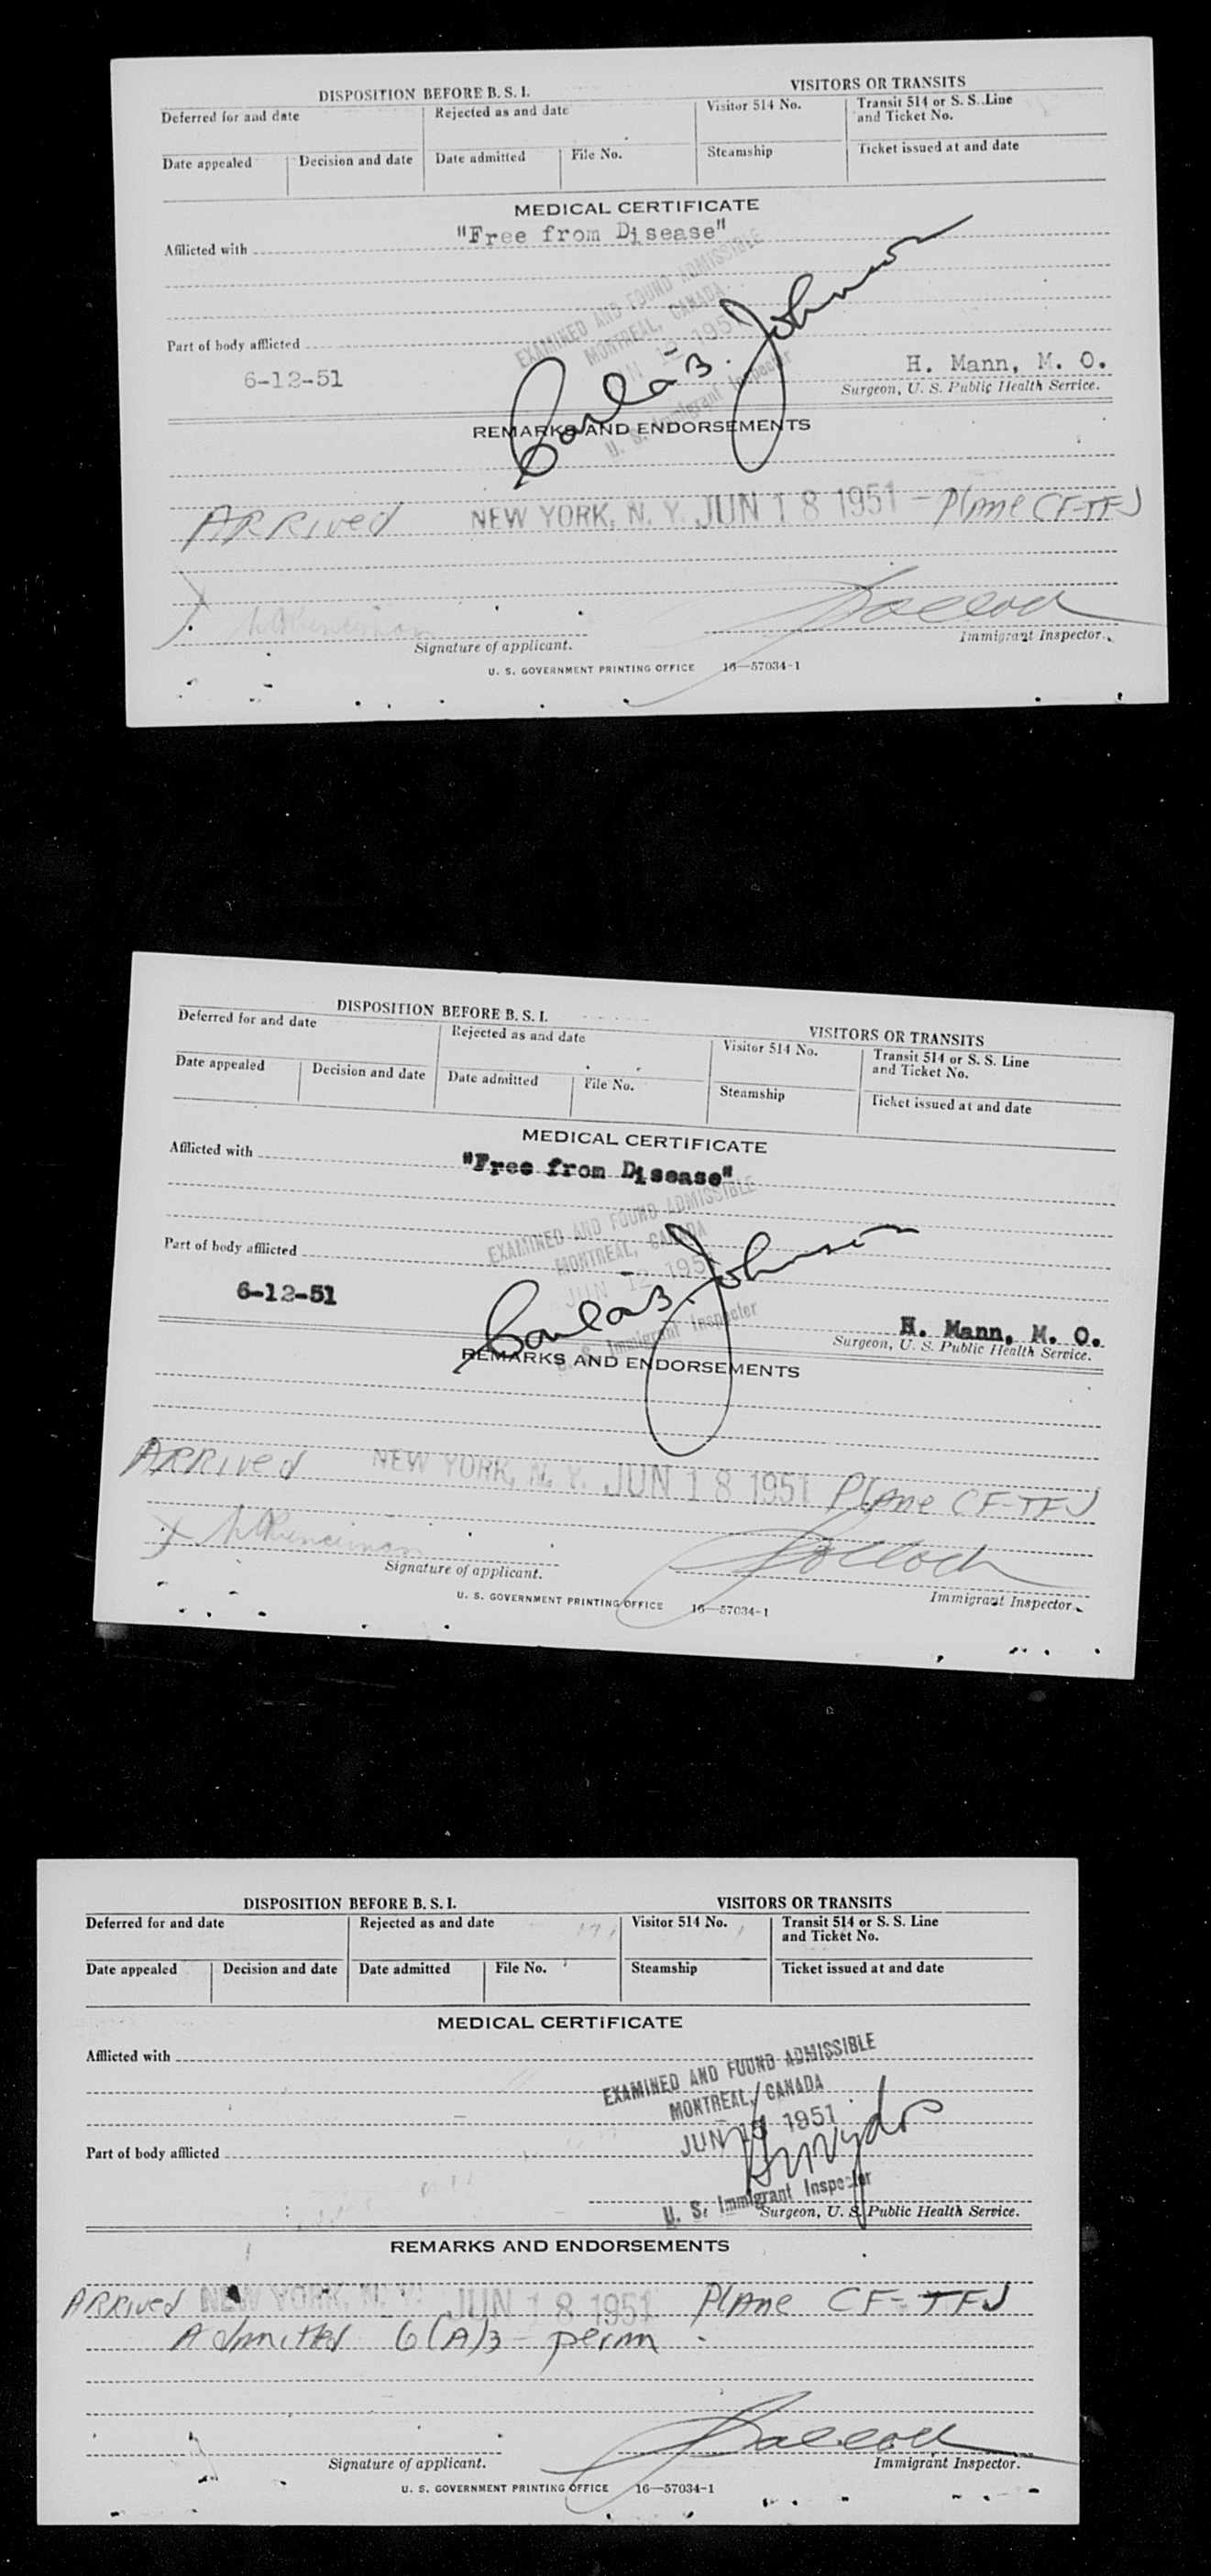 DISPOSITION BEFORE B. S. I.
VISITORS OR TRANSITS
Deferred for and date
Rejected as and date
Visitor 514 No.
Transit 514 or S. S. Line
and Ticket No.
Date appealed
Decision and date
Date admitted
File No.
Steamship
Ticket issued at and date
MEDICAL CERTIFICATE
Afflicted with "Free from Disease"
EXAMINED AND FOUND ADMISSIBLE
MONTREAL, CANADA
JUN 12 1951
Johnson
U. S. Immigrant Inspector
Part of body afflicted
6-12-51
H. Mann, M. O.
Surgeon, U. S. Public Health Service.
REMARKS AND ENDORSEMENTS
ARRived NEW YORK, N. Y. JUN 18 1951 - Plane CF-TFJ
Signature of applicant.
Immigrant Inspector.
U. S. GOVERNMENT PRINTING OFFICE 16—57034-1
DISPOSITION BEFORE B. S. I.
VISITORS OR TRANSITS
Deferred for and date
Rejected as and date
Visitor 514 No.
Transit 514 or S. S. Line
and Ticket No.
Date appealed
Decision and date
Date admitted
File No.
Steamship
Ticket issued at and date
MEDICAL CERTIFICATE
Afflicted with "Free from Disease"
EXAMINED AND FOUND ADMISSIBLE
MONTREAL, CANADA
JUN 12 1951
Johnson
U. S. Immigrant Inspector
Part of body afflicted
6-12-51
H. Mann, M. O.
Surgeon, U. S. Public Health Service.
REMARKS AND ENDORSEMENTS
ARRived NEW YORK, N. Y. JUN 18 1951 Plane CF-TFJ
Signature of applicant.
Immigrant Inspector.
U. S. GOVERNMENT PRINTING OFFICE 16—57034-1
DISPOSITION BEFORE B. S. I.
VISITORS OR TRANSITS
Deferred for and date
Rejected as and date
Visitor 514 No.
Transit 514 or S. S. Line
and Ticket No.
Date appealed
Decision and date
Date admitted
File No.
Steamship
Ticket issued at and date
MEDICAL CERTIFICATE
Afflicted with
EXAMINED AND FOUND ADMISSIBLE
MONTREAL, CANADA
JUN 1951
Part of body afflicted
U. S. Immigrant Inspector
Surgeon, U. S. Public Health Service.
REMARKS AND ENDORSEMENTS
ARRived NEW YORK, N. Y. JUN 18 1951 Plane CF-TFJ
Admitted 6(A)3 - perm.
Signature of applicant.
Immigrant Inspector.
U. S. GOVERNMENT PRINTING OFFICE 16—57034-1